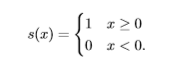 s(x) = { 1 x ≥ 0
0 x < 0.